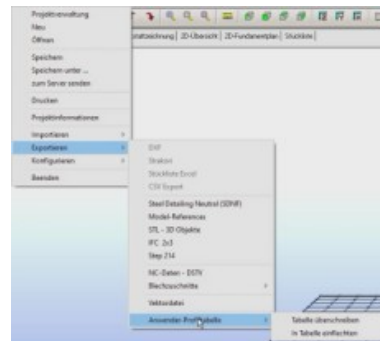 Projektverwaltung
Neu
Öffnen
Speichern
Speichern unter ...
zum Server senden
Drucken
Projektinformationen
Importieren
Exportieren
Konfigurieren
Beenden
2D-Übersicht | 2D-Fundamentplan | Stückliste |
DXF
Straken
Stückliste Excel
CSV Export
Steel Detailing Neutral (SDNF)
Model-References
STL - 3D Objekte
IFC 2x3
Step 214
NC-Daten - DSTV
Blechzuschnitte
Vektordatei
Anwender-Profiltabelle
Tabelle überschreiben
In Tabelle einflechten